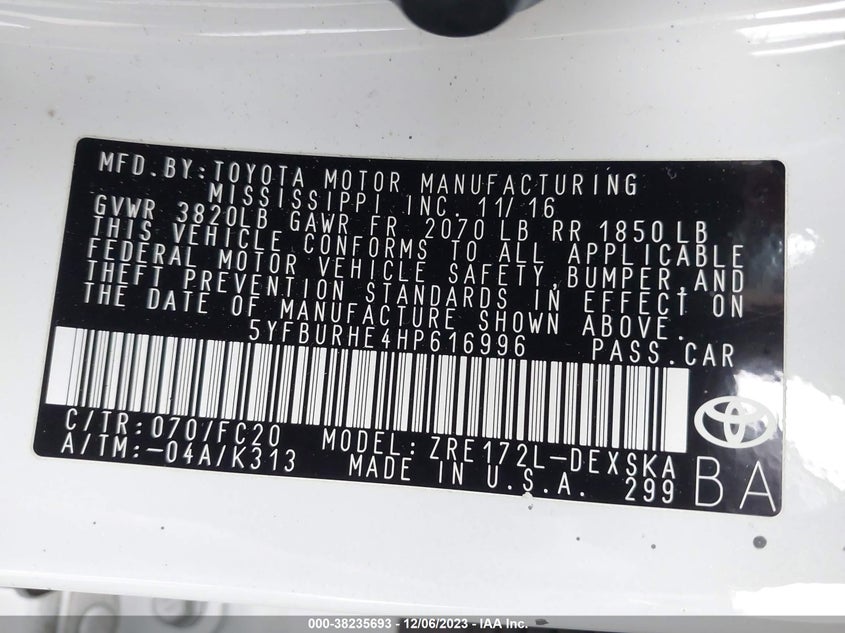 MFD.BY:TOYOTA MOTOR MANUFACTURING
MISSISSIPPI INC. 11/16
GVWR 3820LB GAWR FR 2070 LB RR 1850 LB
THIS VEHICLE CONFORMS TO ALL APPLICABLE
FEDERAL MOTOR VEHICLE SAFETY,BUMPER,AND
THEFT PREVENTION STANDARDS IN EFFECT ON
THE DATE OF MANUFACTURE SHOWN ABOVE.
5YFBURHE4HP616996 PASS.CAR
C/TR:070/FC20 MODEL:ZRE172L-DEXSKA
A/TM:-04A/K313 MADE IN U.S.A. 299
BA
000-38235693 - 12/06/2023 - IAA Inc.